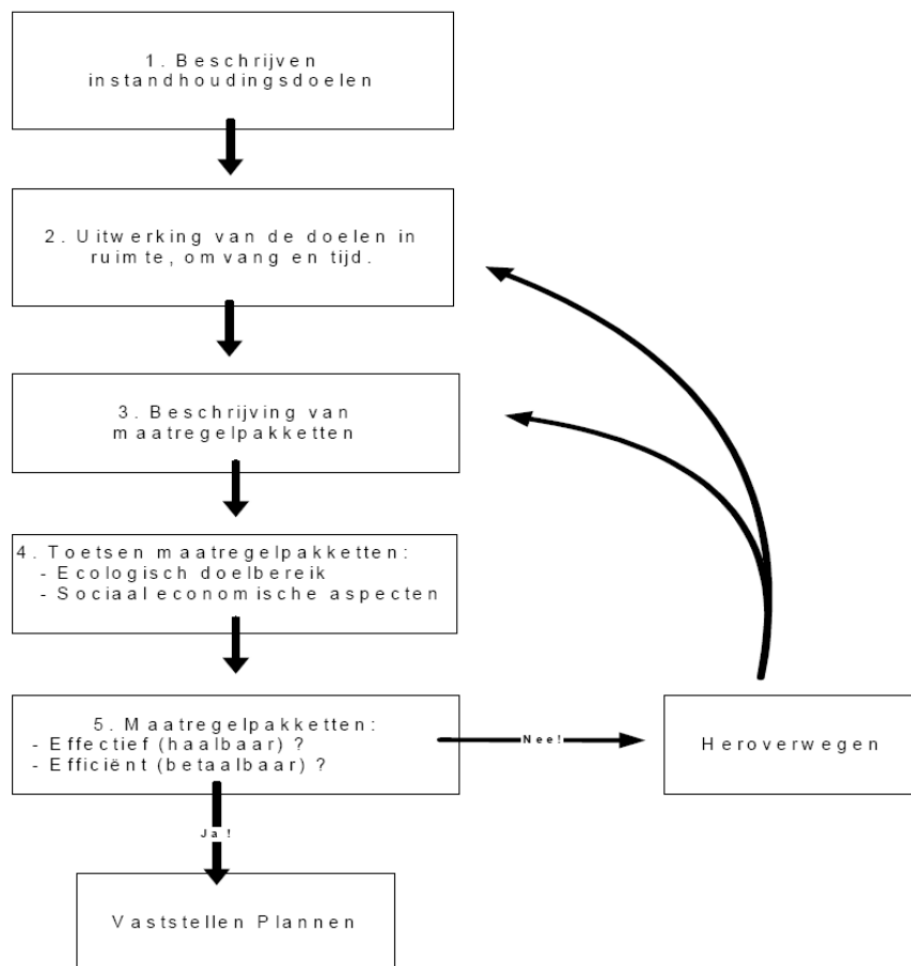 1. Beschrijven
instandhoudingsdoelen
2. Uitwerking van de doelen in
ruimte, omvang en tijd.
3. Beschrijving van
maatregelpakketten
4. Toetsen maatregelpakketten:
- Ecologisch doelbereik
- Sociaal economische aspecten
5. Maatregelpakketten:
- Effectief (haalbaar) ?
- Efficiënt (betaalbaar) ?
Nee!
Heroverwegen
Ja!
Vaststellen Plannen